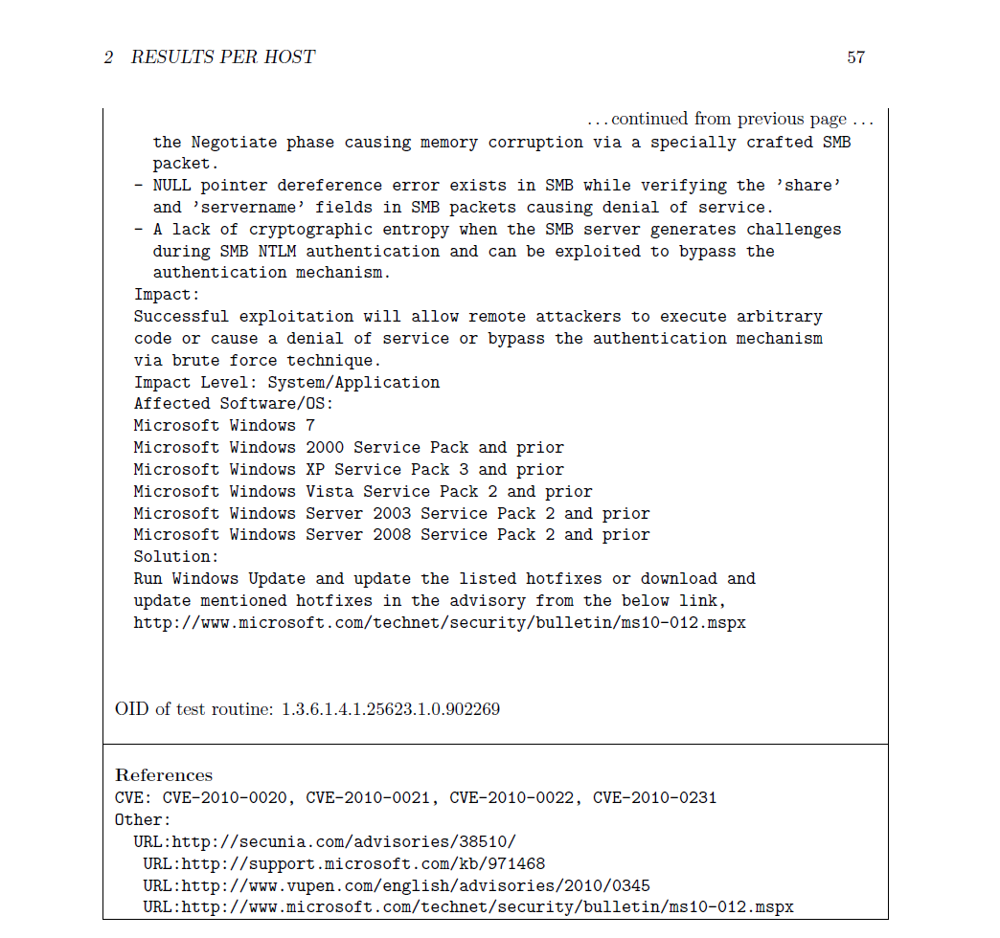 2 RESULTS PER HOST 57
...continued from previous page ...
the Negotiate phase causing memory corruption via a specially crafted SMB
packet.
- NULL pointer dereference error exists in SMB while verifying the 'share'
and 'servername' fields in SMB packets causing denial of service.
- A lack of cryptographic entropy when the SMB server generates challenges
during SMB NTLM authentication and can be exploited to bypass the
authentication mechanism.
Impact:
Successful exploitation will allow remote attackers to execute arbitrary
code or cause a denial of service or bypass the authentication mechanism
via brute force technique.
Impact Level: System/Application
Affected Software/OS:
Microsoft Windows 7
Microsoft Windows 2000 Service Pack and prior
Microsoft Windows XP Service Pack 3 and prior
Microsoft Windows Vista Service Pack 2 and prior
Microsoft Windows Server 2003 Service Pack 2 and prior
Microsoft Windows Server 2008 Service Pack 2 and prior
Solution:
Run Windows Update and update the listed hotfixes or download and
update mentioned hotfixes in the advisory from the below link,
http://www.microsoft.com/technet/security/bulletin/ms10-012.mspx
OID of test routine: 1.3.6.1.4.1.25623.1.0.902269
References
CVE: CVE-2010-0020, CVE-2010-0021, CVE-2010-0022, CVE-2010-0231
Other:
URL:http://secunia.com/advisories/38510/
URL:http://support.microsoft.com/kb/971468
URL:http://www.vupen.com/english/advisories/2010/0345
URL:http://www.microsoft.com/technet/security/bulletin/ms10-012.mspx